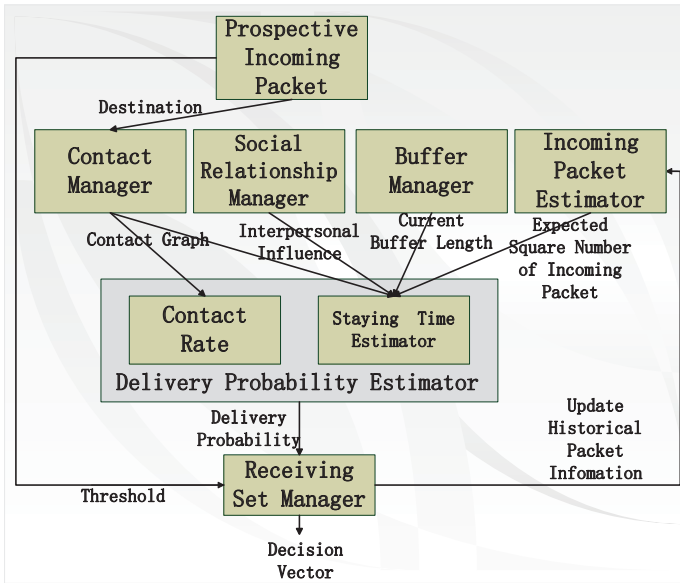 Prospective
Incoming
Packet
Destination
Contact
Manager
Social
Relationship
Manager
Buffer
Manager
Incoming
Packet
Estimator
Contact Graph
Interpersonal
Influence
Current
Buffer Length
Expected
Square Number
of Incoming
Packet
Contact
Rate
Staying Time
Estimator
Delivery Probability Estimator
Delivery
Probability
Update
Historical
Packet
Infomation
Receiving
Set Manager
Threshold
Decision
Vector